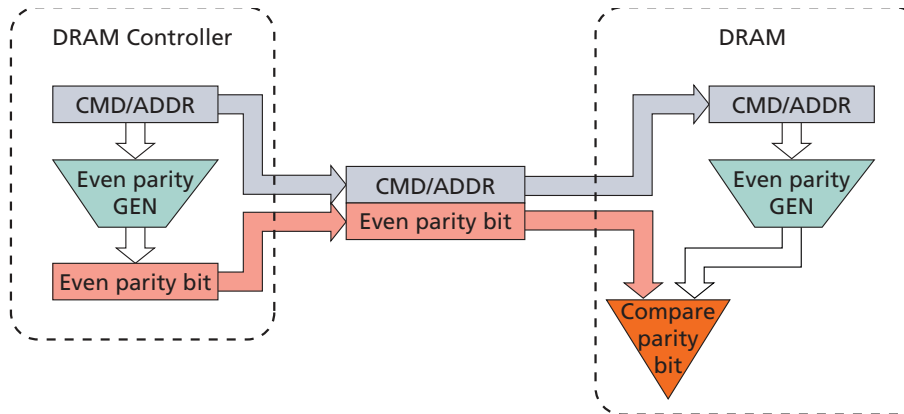 DRAM Controller
CMD/ADDR
Even parity
GEN
Even parity bit
CMD/ADDR
Even parity bit
DRAM
CMD/ADDR
Even parity
GEN
Compare
parity
bit